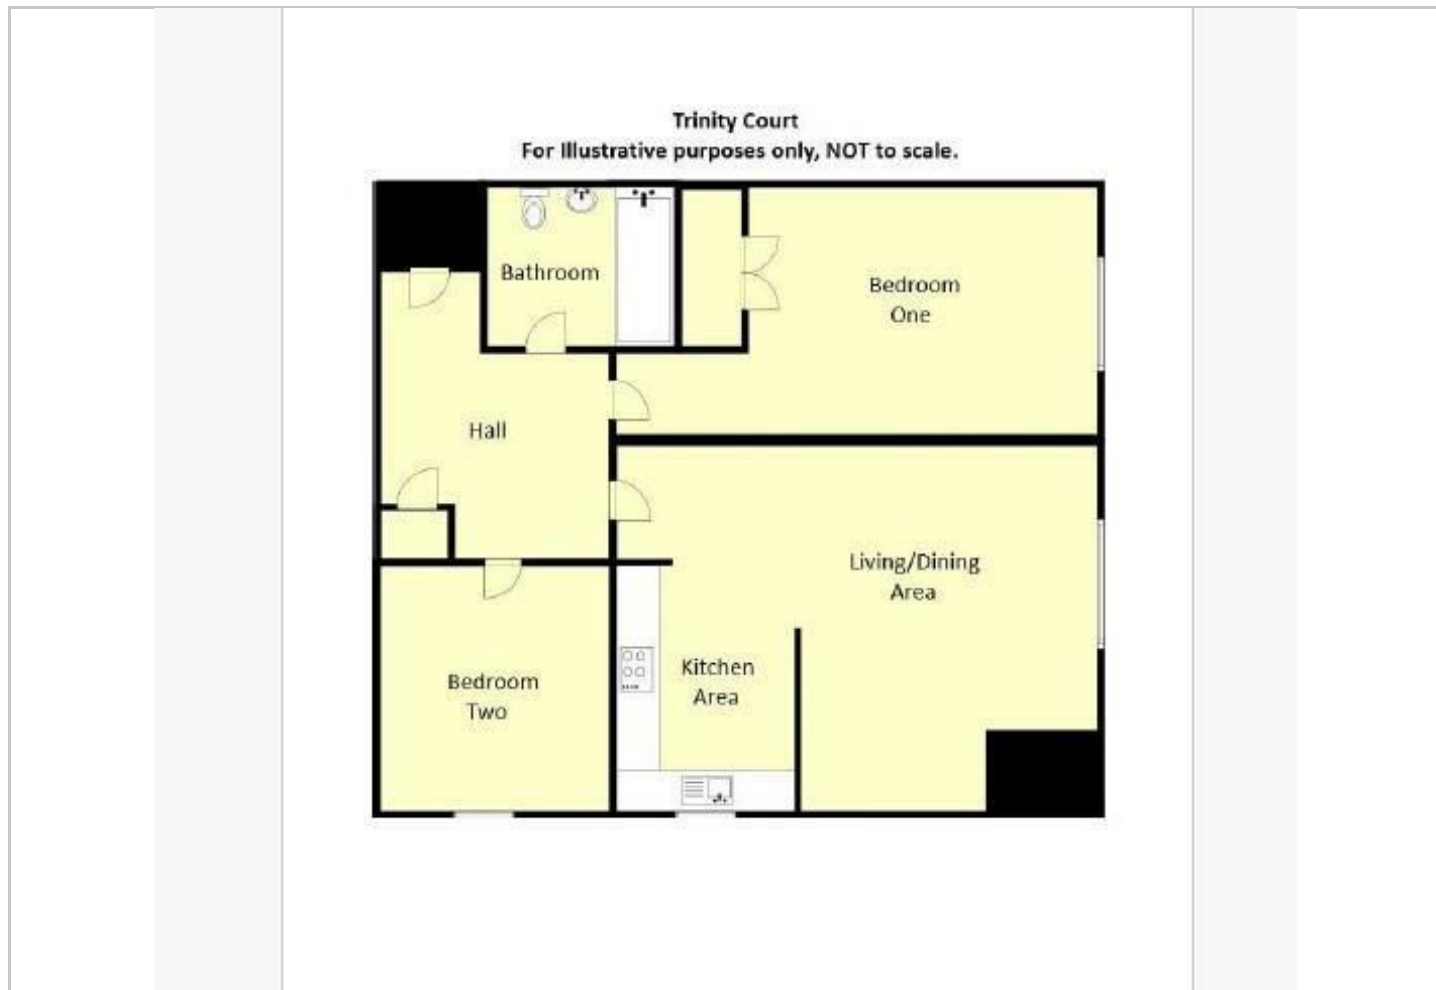 Trinity Court
For Illustrative purposes only, NOT to scale.
Bathroom
Bedroom
One
Hall
Living/Dining
Area
Kitchen
Area
Bedroom
Two